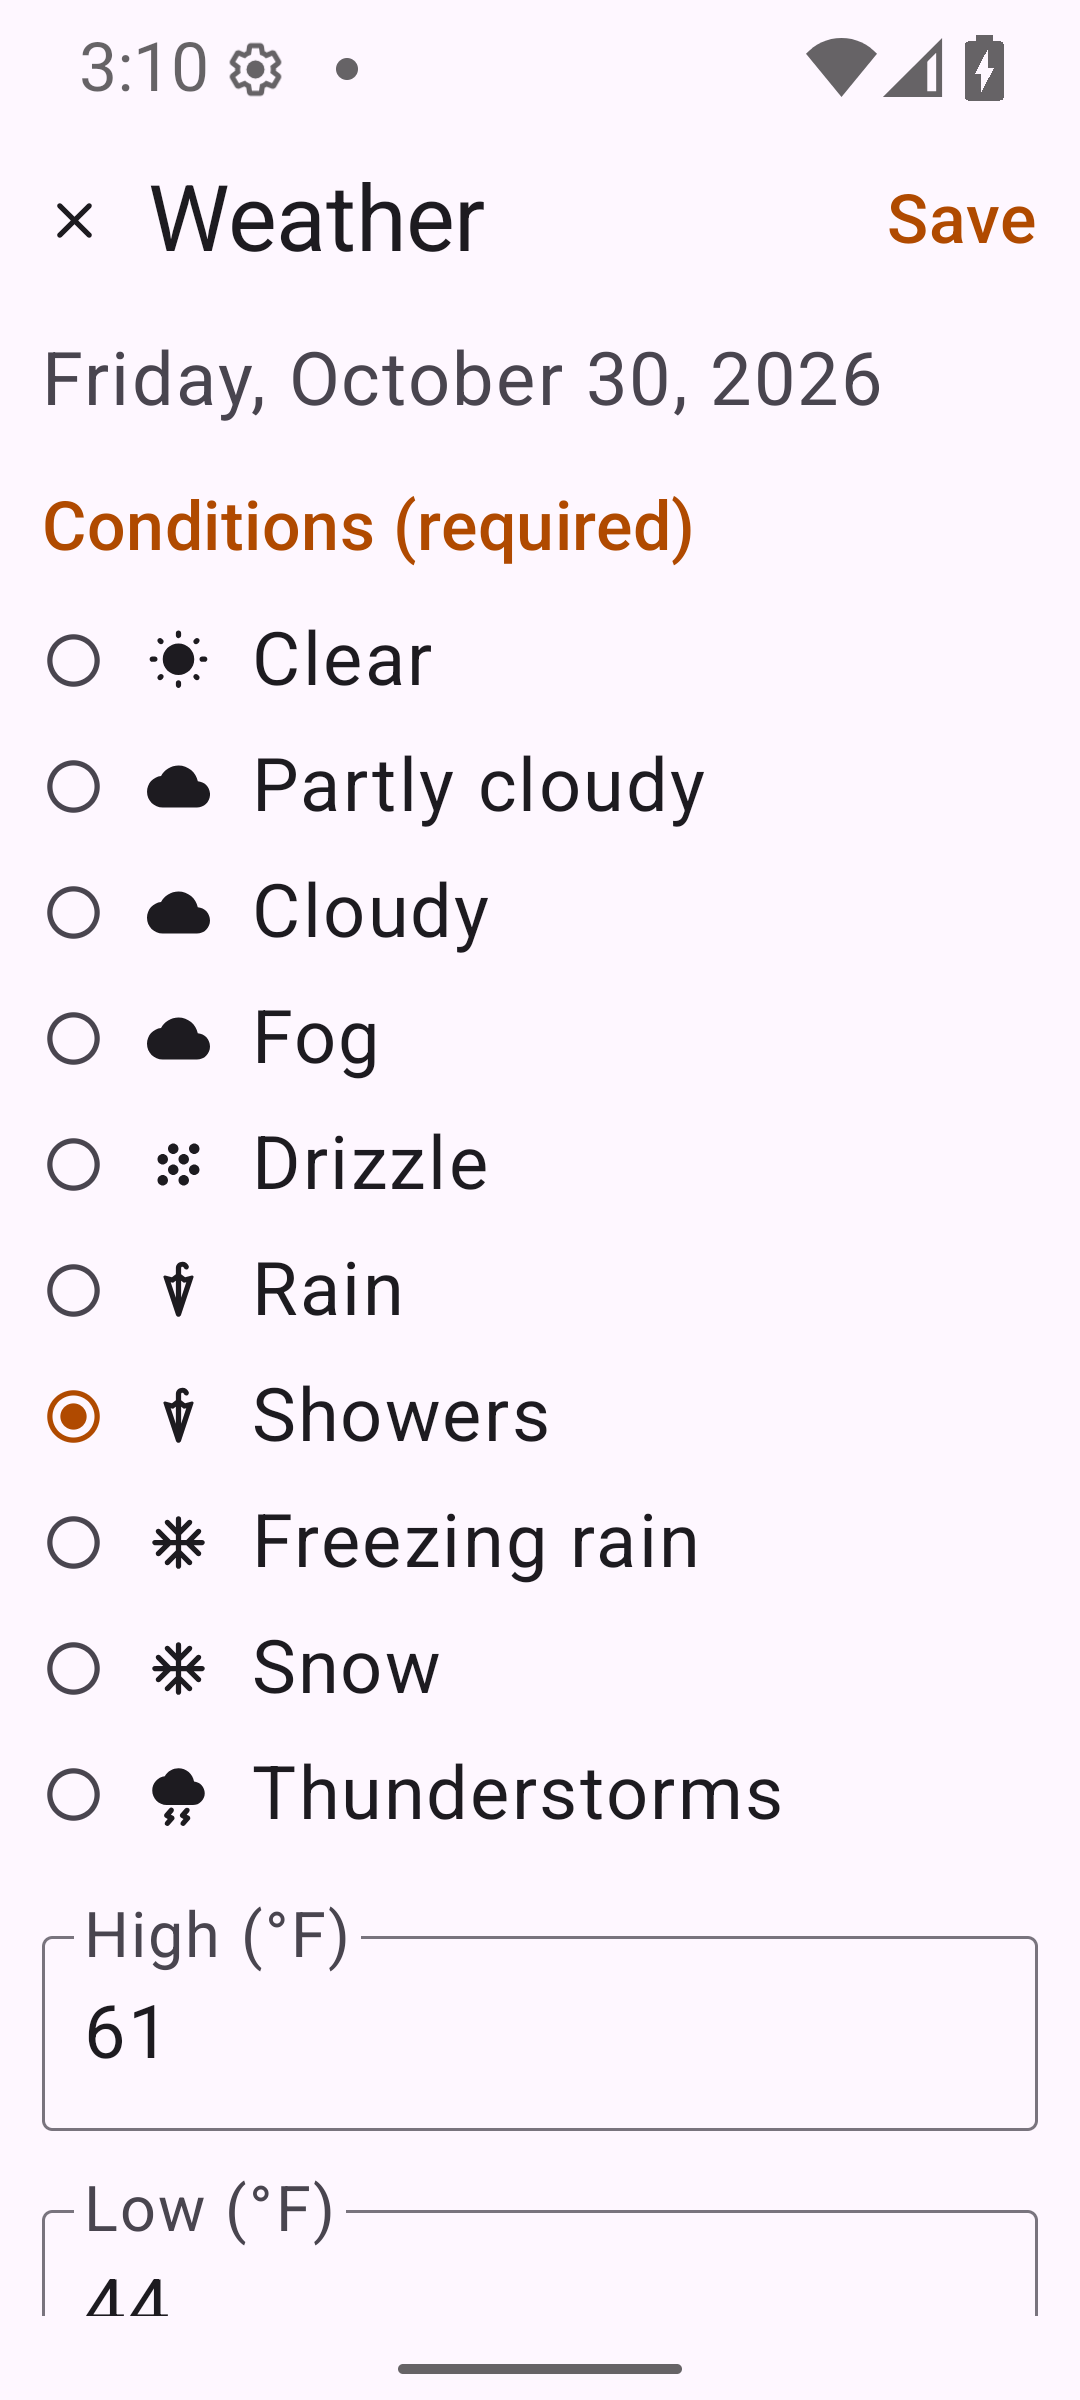 3:10
Weather
Save
Friday, October 30, 2026
Conditions (required)
Clear
Partly cloudy
Cloudy
Fog
Drizzle
Rain
Showers
Freezing rain
Snow
Thunderstorms
High (°F)
61
Low (°F)
44